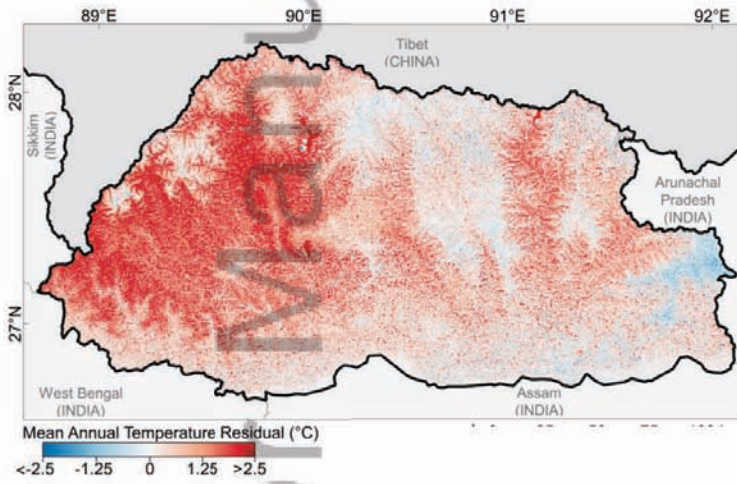 89°E 90°E 91°E 92°E
Tibet
(CHINA)
28°N
Sikkim
(INDIA)
Arunachal
Pradesh
(INDIA)
27°N
West Bengal
(INDIA)
Assam
(INDIA)
Mean Annual Temperature Residual (°C)
<-2.5 -1.25 0 1.25 >2.5
Manu